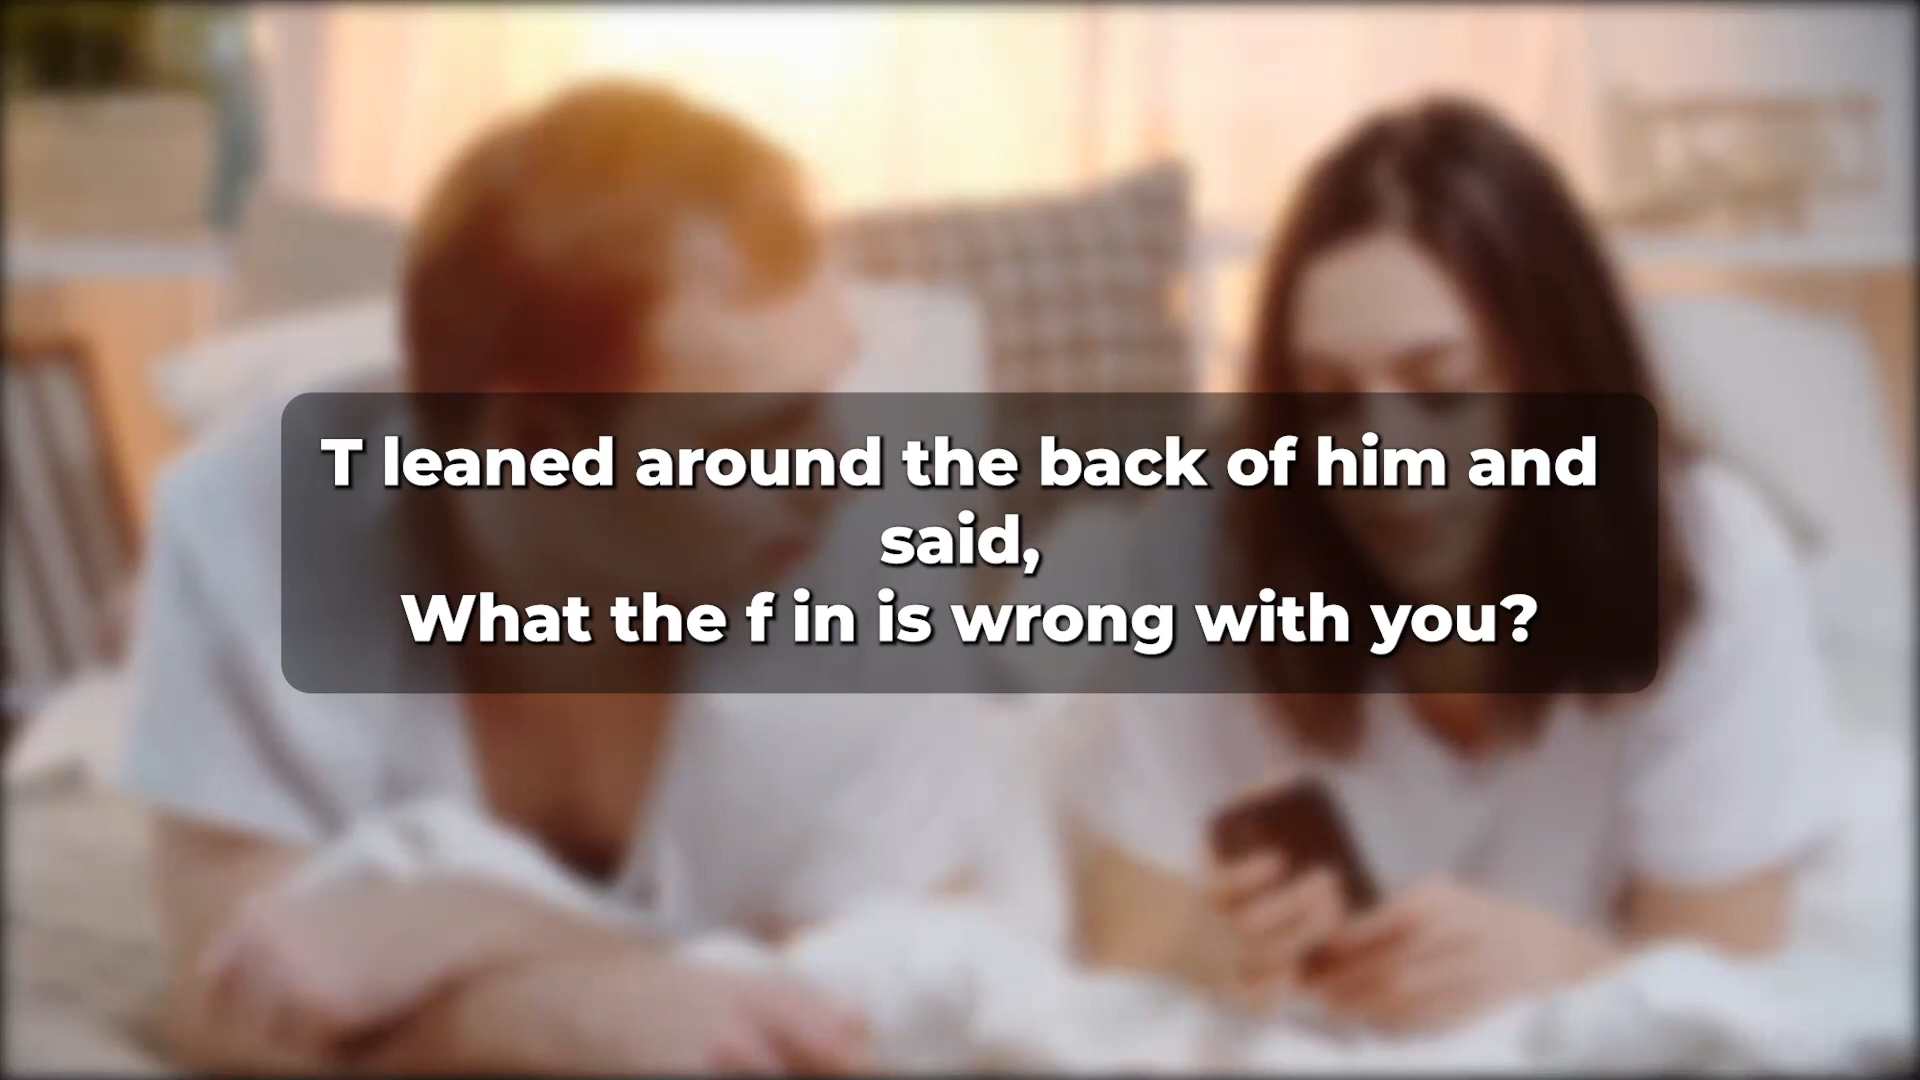 T leaned around the back of him and
said,
What the f in is wrong with you?